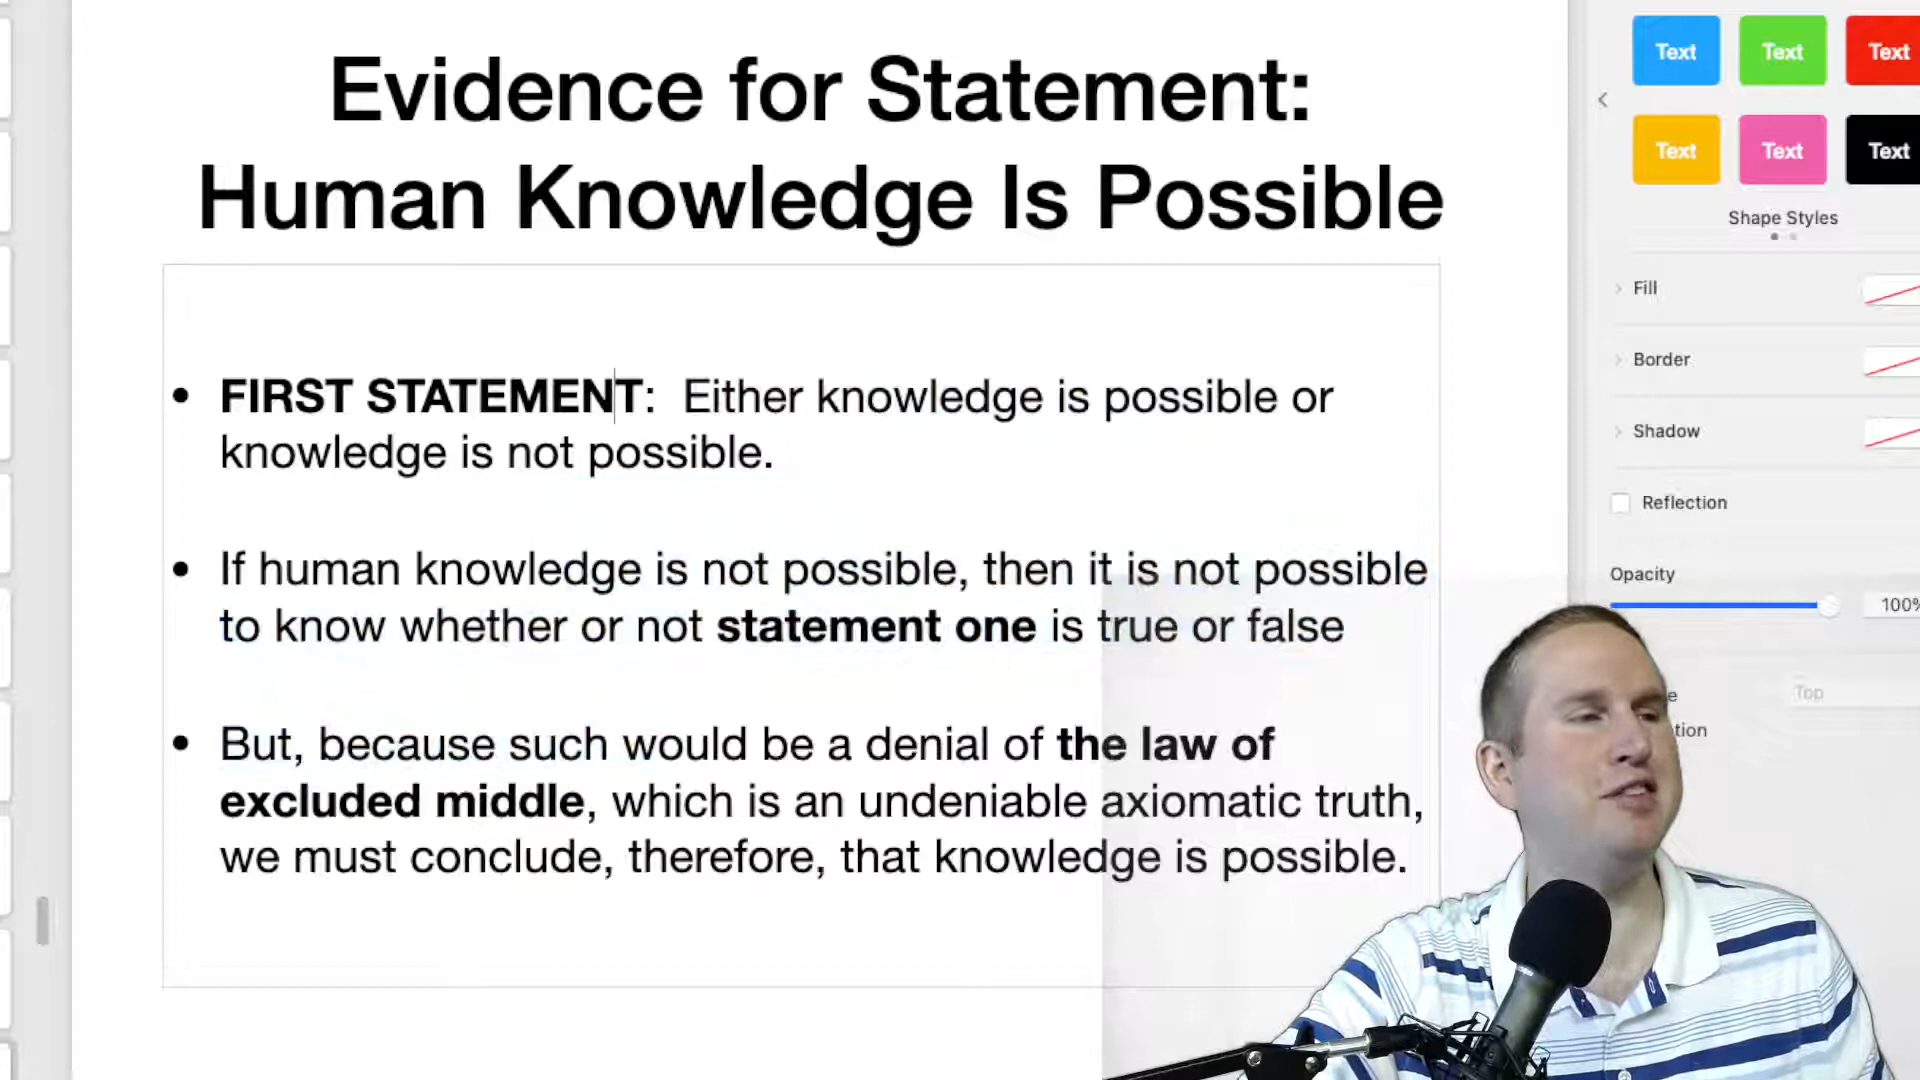 Evidence for Statement:
Human Knowledge Is Possible
• FIRST STATEMENT: Either knowledge is possible or
knowledge is not possible.
• If human knowledge is not possible, then it is not possible
to know whether or not statement one is true or false
• But, because such would be a denial of the law of
excluded middle, which is an undeniable axiomatic truth,
we must conclude, therefore, that knowledge is possible.
Text Text Text
Text Text Text
Shape Styles
Fill
Border
Shadow
Reflection
Opacity
100%
e
Top
tion